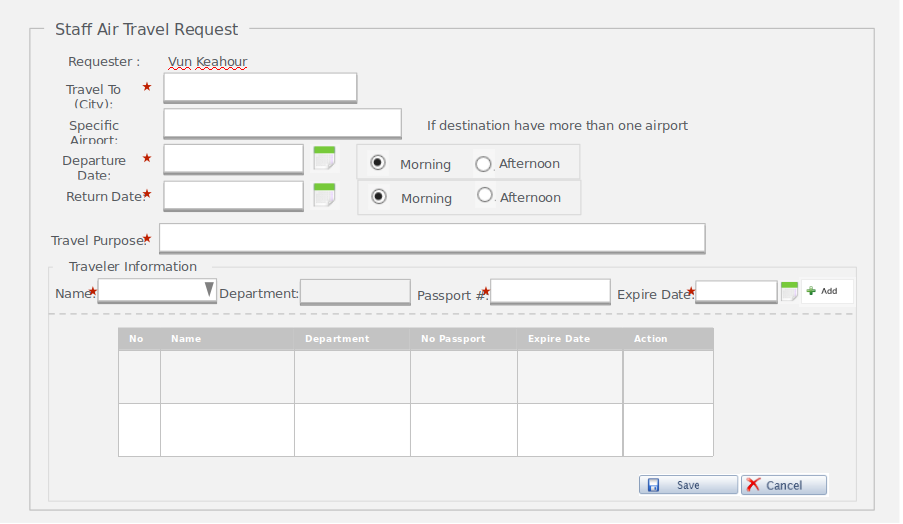 Staff Air Travel Request
Requester : Vun Keahour
Travel To
(City):
Specific
Airport: If destination have more than one airport
Departure
Date: Morning Afternoon
Return Date: Morning Afternoon
Travel Purpose:
Traveler Information
Name: Department: Passport #: Expire Date: Add
No Name Department No Passport Expire Date Action
Save Cancel